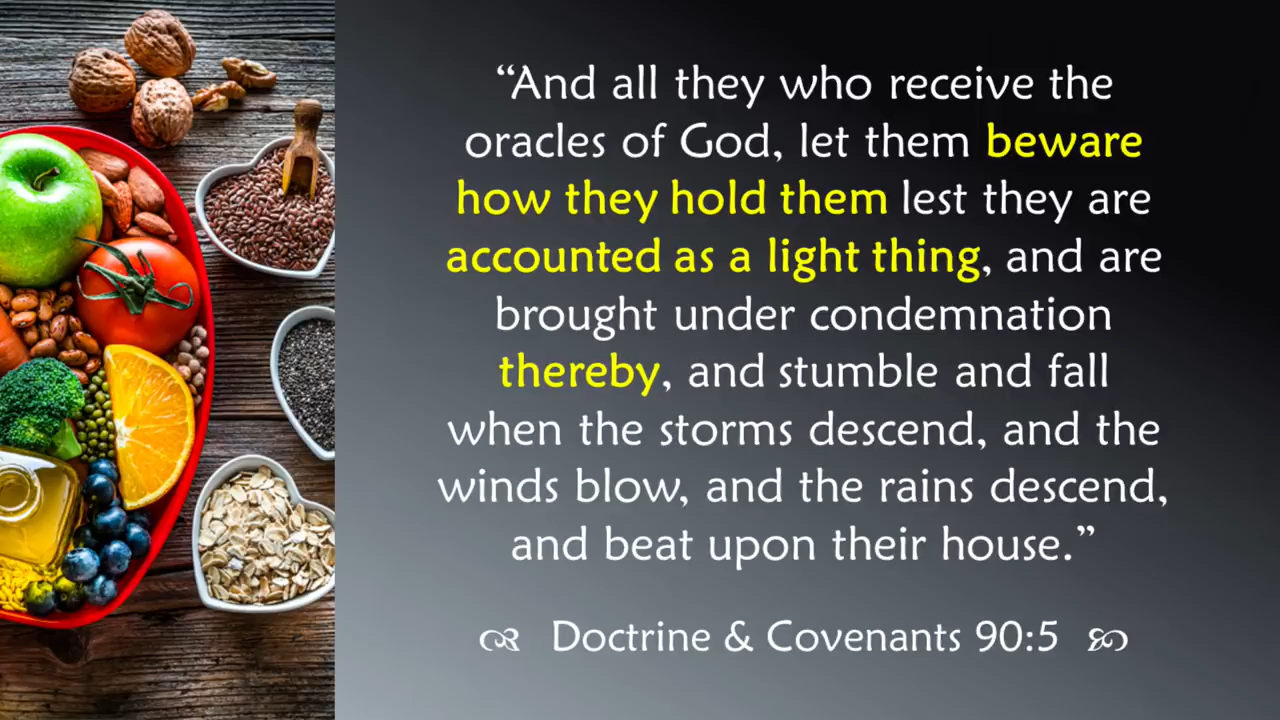 “And all they who receive the
oracles of God, let them beware
how they hold them lest they are
accounted as a light thing, and are
brought under condemnation
thereby, and stumble and fall
when the storms descend, and the
winds blow, and the rains descend,
and beat upon their house.”
Doctrine & Covenants 90:5